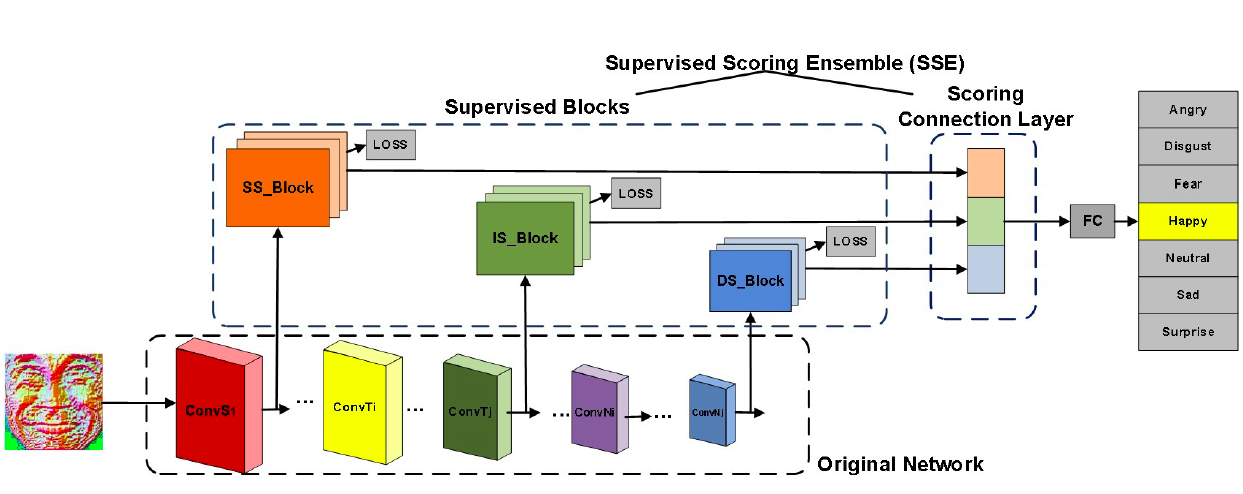 Supervised Scoring Ensemble (SSE)
Supervised Blocks
Scoring
Connection Layer
SS_Block
LOSS
IS_Block
LOSS
DS_Block
LOSS
FC
Angry
Disgust
Fear
Happy
Neutral
Sad
Surprise
ConvS1
...
ConvTi
...
ConvTj
...
ConvNi
...
ConvNj
Original Network